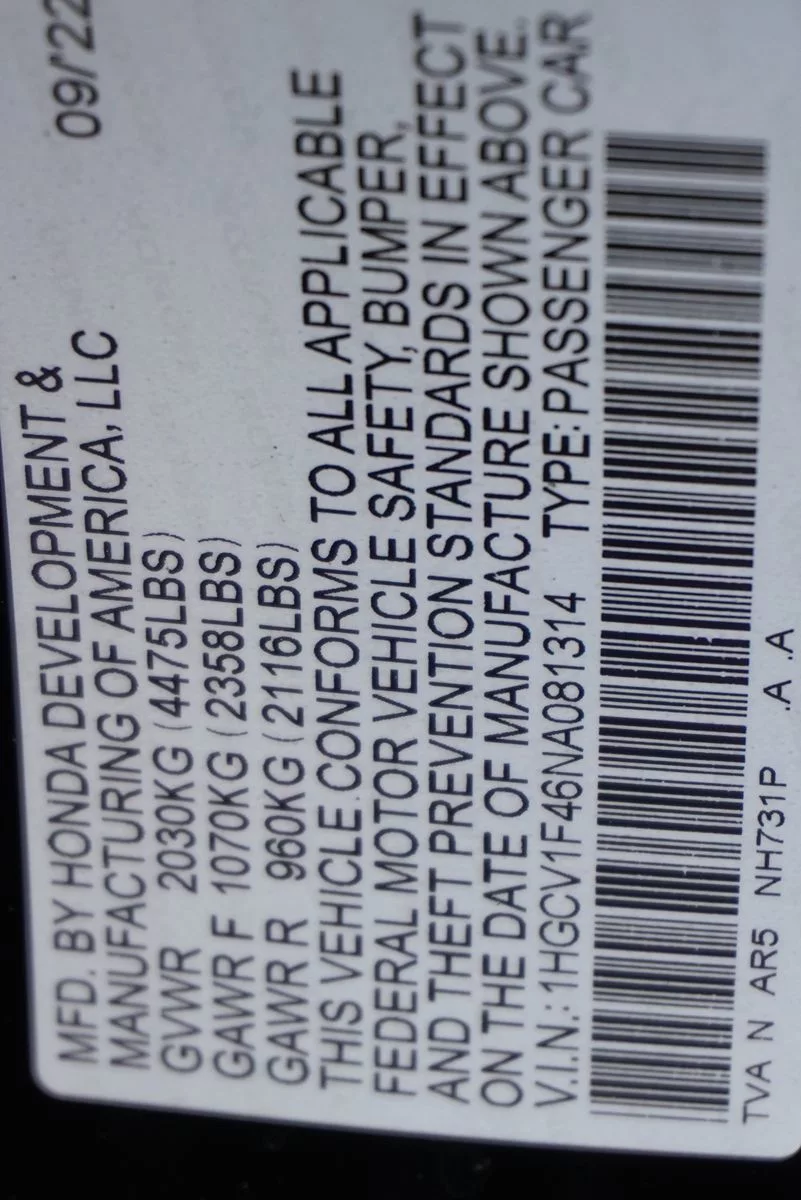 MFD. BY HONDA DEVELOPMENT &
MANUFACTURING OF AMERICA, LLC 09/'22
GVWR 2030KG (4475LBS)
GAWR F 1070KG (2358LBS)
GAWR R 960KG (2116LBS)
THIS VEHICLE CONFORMS TO ALL APPLICABLE
FEDERAL MOTOR VEHICLE SAFETY, BUMPER,
AND THEFT PREVENTION STANDARDS IN EFFECT
ON THE DATE OF MANUFACTURE SHOWN ABOVE.
V.I.N.: 1HGCV1F46NA081314 TYPE: PASSENGER CAR
TVA N AR5 NH731P .A .A